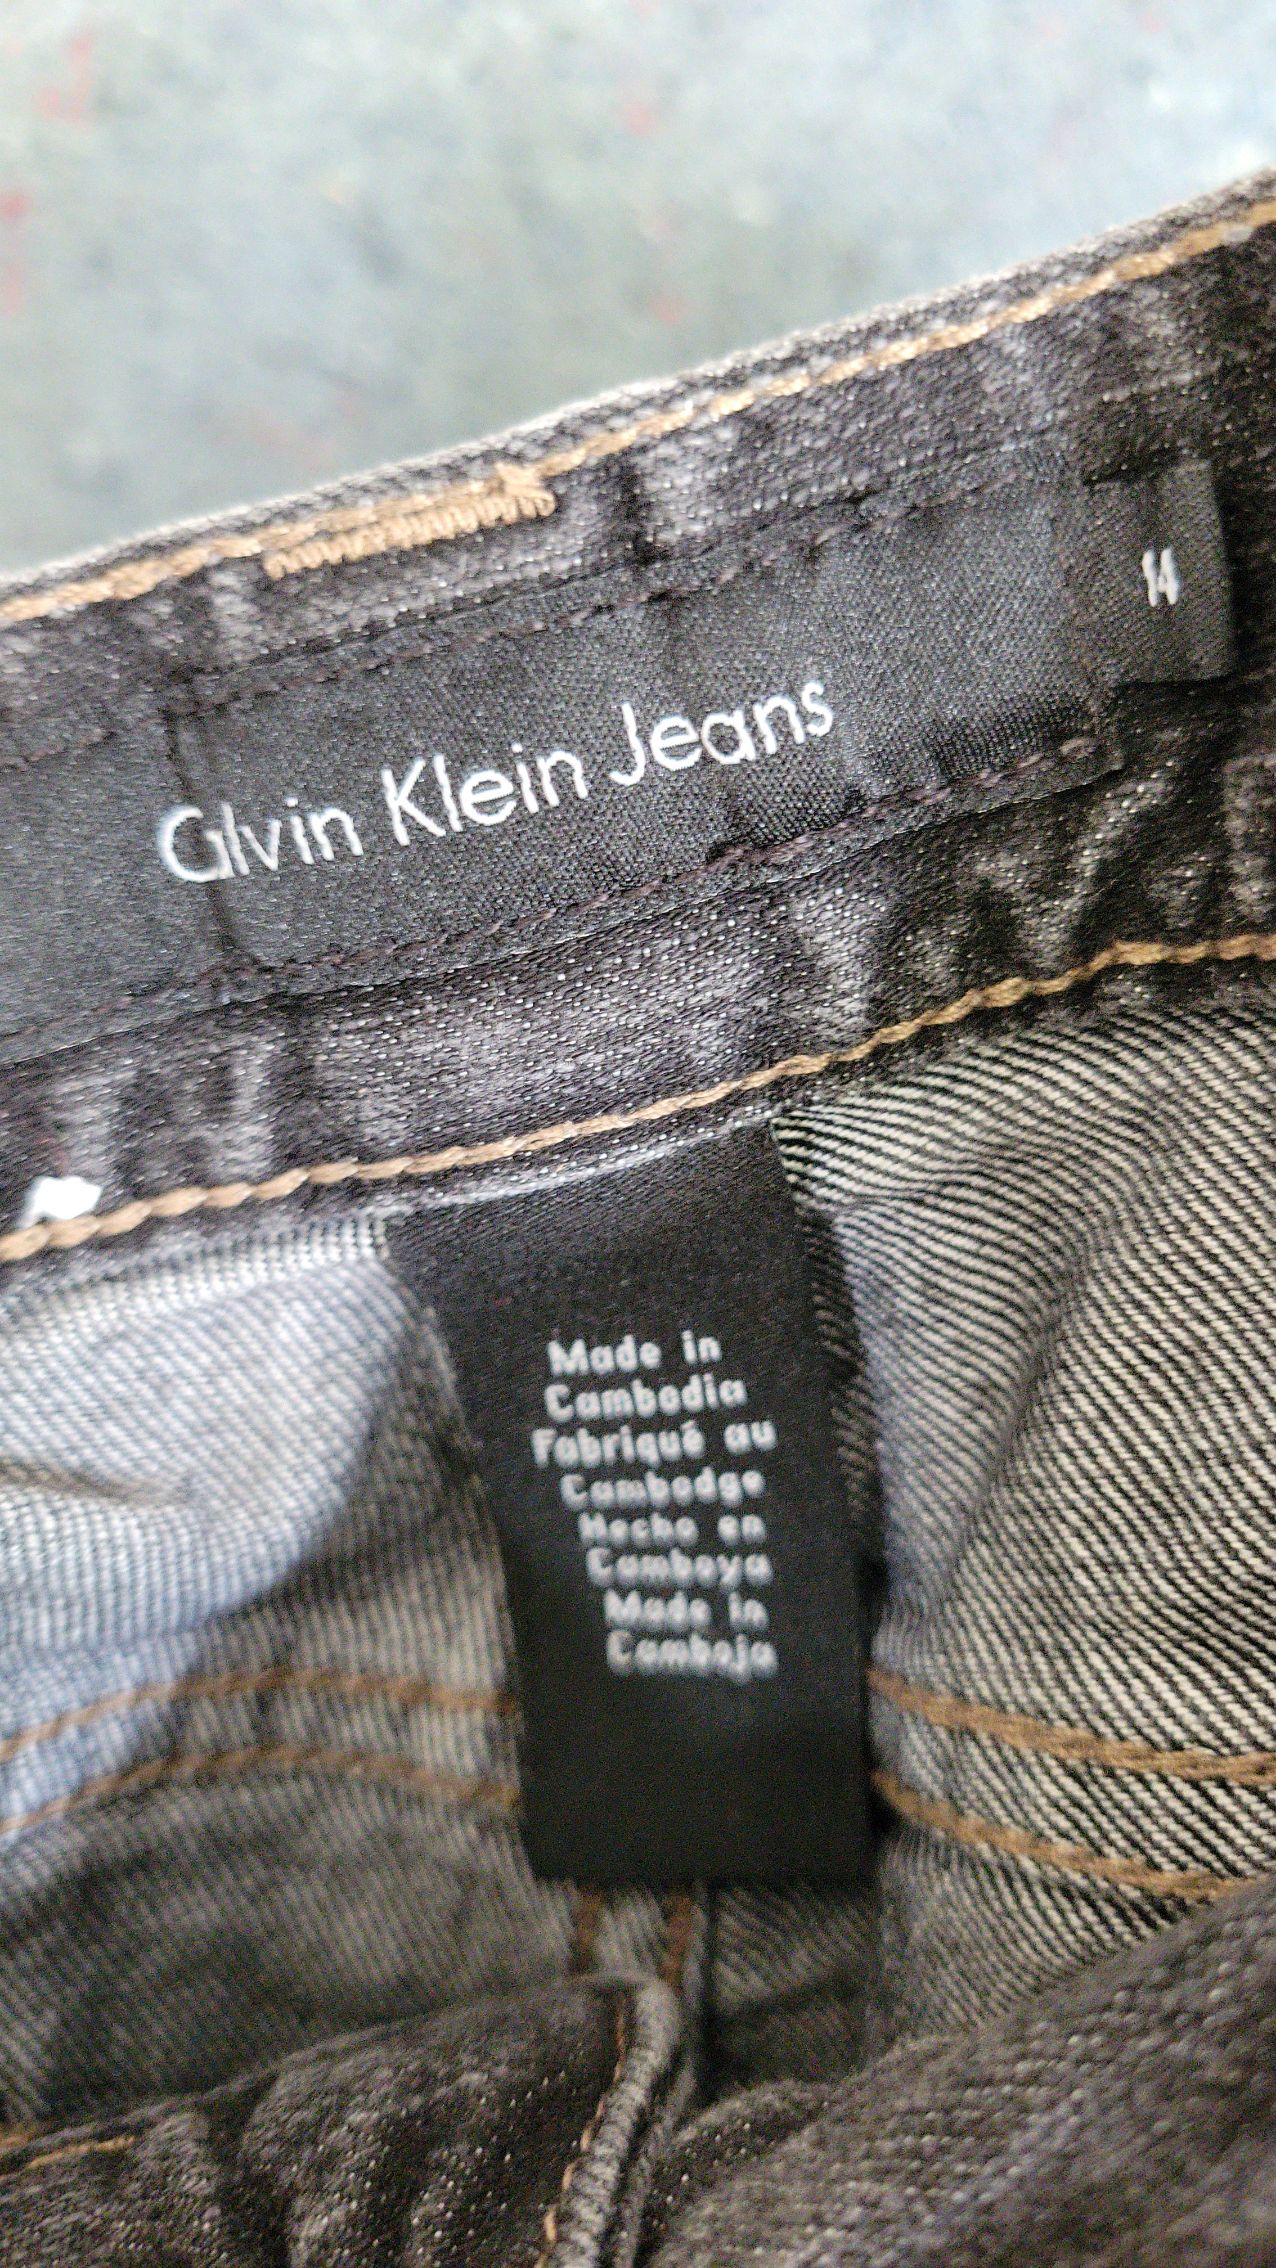 Calvin Klein Jeans
14
Made in
Cambodia
Fabriqué au
Cambodge
Hecho en
Camboya
Made in
Camboja